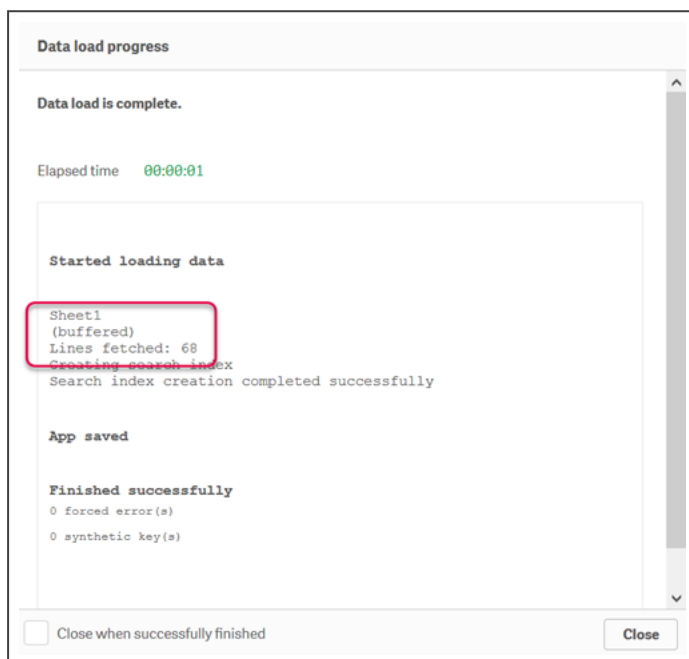 Data load progress
Data load is complete.
Elapsed time 00:00:01
Started loading data
Sheet1
(buffered)
Lines fetched: 68
Creating search index
Search index creation completed successfully
App saved
Finished successfully
0 forced error(s)
0 synthetic key(s)
Close when successfully finished
Close